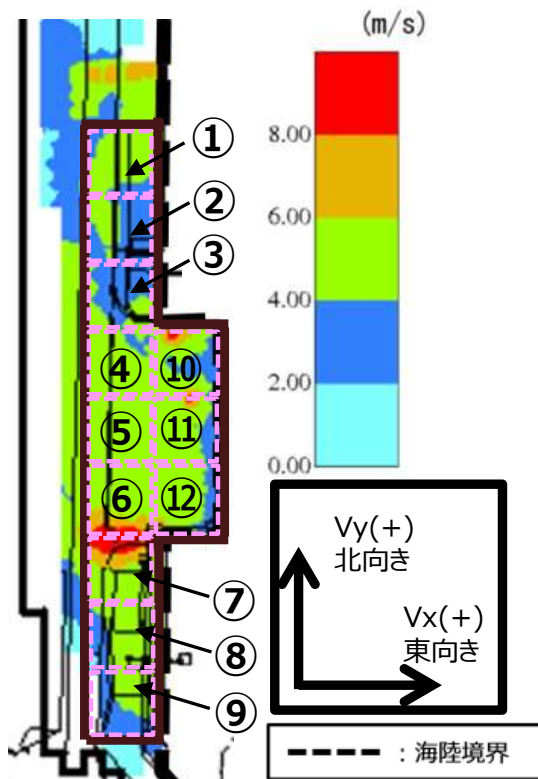 (m/s)
8.00
6.00
4.00
2.00
0.00
①
②
③
④
⑩
⑤
⑪
⑥
⑫
⑦
⑧
⑨
Vy(+)
北向き
Vx(+)
東向き
：海陸境界